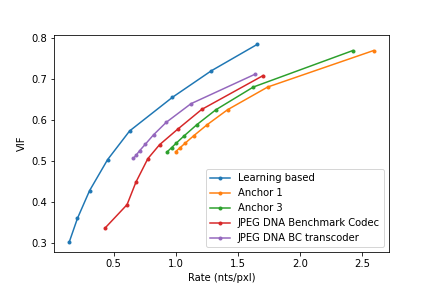 0.8
0.7
0.6
0.5
0.4
0.3
VIF
0.5
1.0
1.5
2.0
2.5
Rate (nts/pxl)
Learning based
Anchor 1
Anchor 3
JPEG DNA Benchmark Codec
JPEG DNA BC transcoder